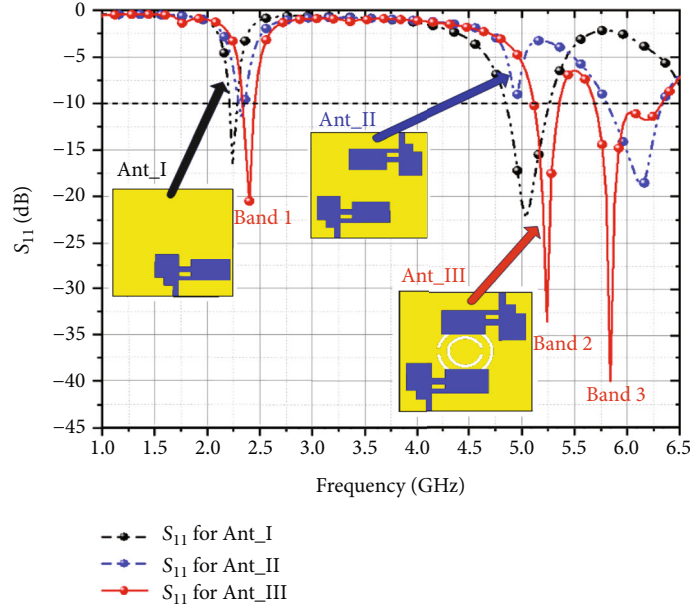 0
−5
−10
−15
−20
−25
−30
−35
−40
−45
S11 (dB)
Ant_I
Ant_II
Ant_III
Band 1
Band 2
Band 3
1.0 1.5 2.0 2.5 3.0 3.5 4.0 4.5 5.0 5.5 6.0 6.5
Frequency (GHz)
S11 for Ant_I
S11 for Ant_II
S11 for Ant_III